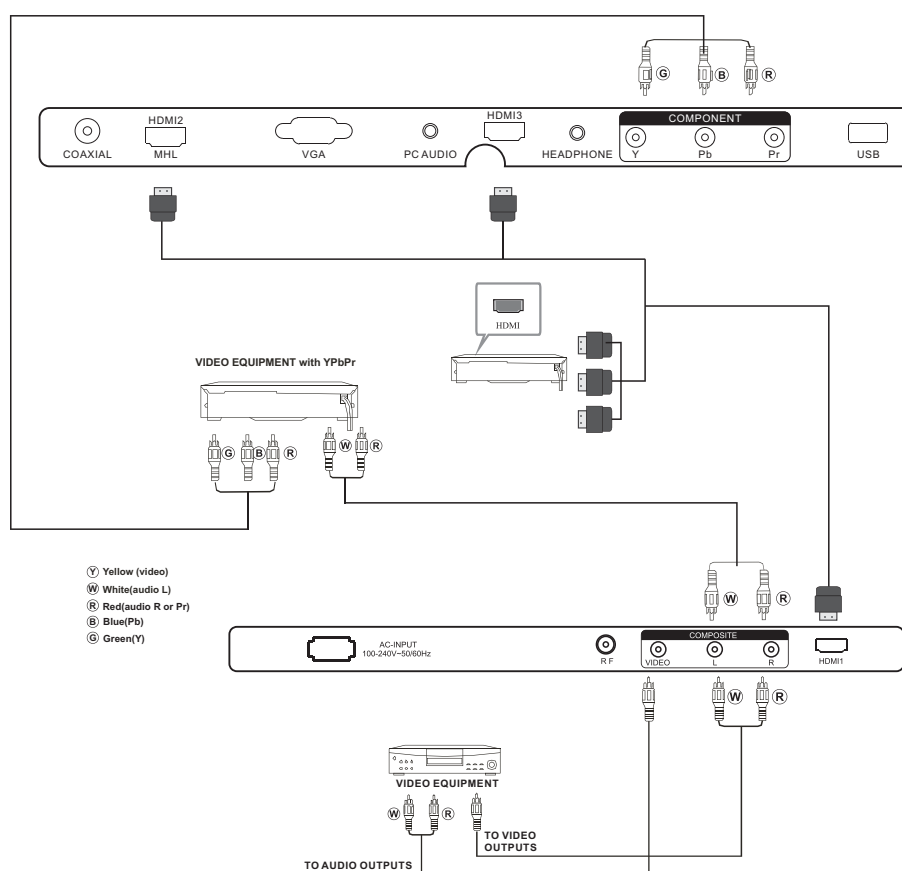 G B R
HDMI2
HDMI3
COMPONENT
COAXIAL MHL VGA PC AUDIO HEADPHONE Y Pb Pr USB
HDMI
VIDEO EQUIPMENT with YPbPr
G B R W R
Y Yellow (video)
W White(audio L)
R Red(audio R or Pr)
B Blue(Pb)
G Green(Y)
W R
AC-INPUT
100-240V~50/60Hz
RF
COMPOSITE
VIDEO L R
HDMI1
W R
VIDEO EQUIPMENT
W R
TO VIDEO
OUTPUTS
TO AUDIO OUTPUTS